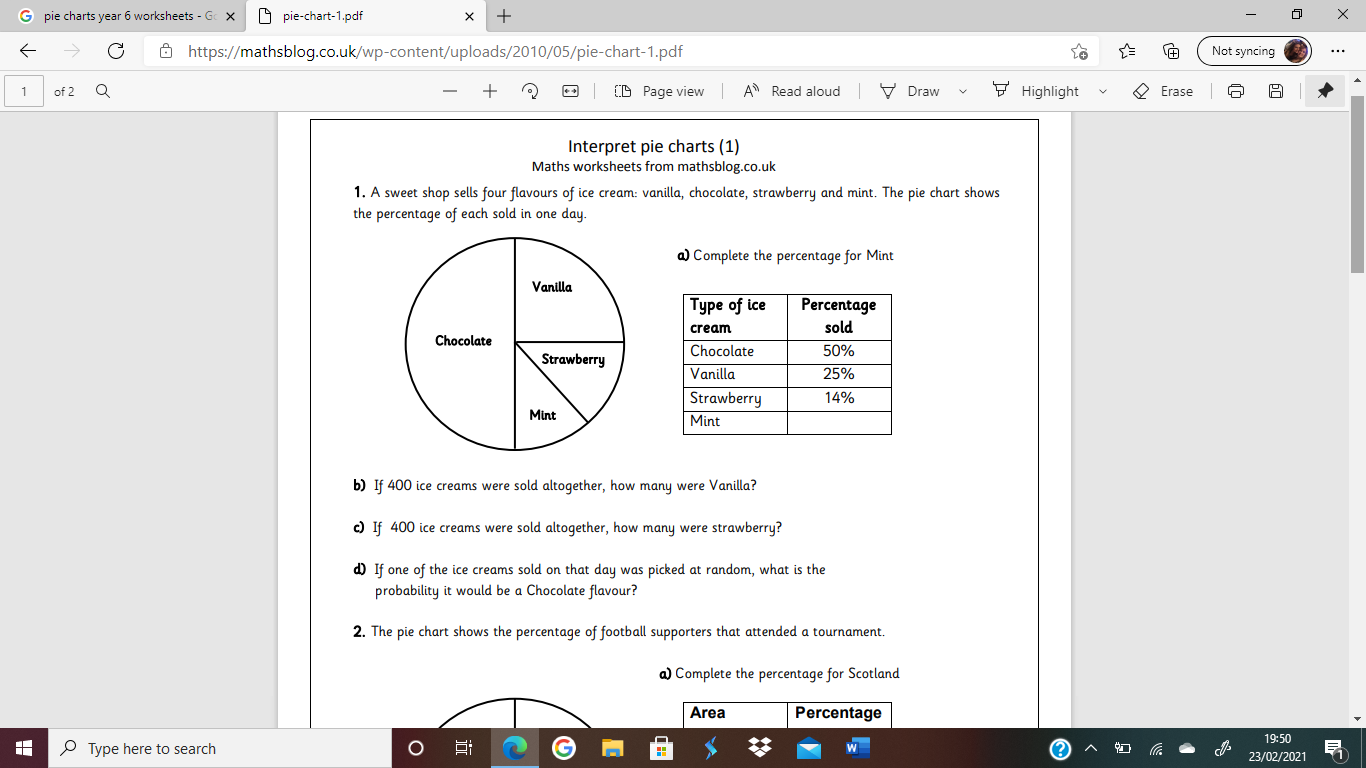 pie charts year 6 worksheets - Go
pie-chart-1.pdf
https://mathsblog.co.uk/wp-content/uploads/2010/05/pie-chart-1.pdf
Not syncing
1 of 2
Page view
Read aloud
Draw
Highlight
Erase
Interpret pie charts (1)
Maths worksheets from mathsblog.co.uk
1. A sweet shop sells four flavours of ice cream: vanilla, chocolate, strawberry and mint. The pie chart shows
the percentage of each sold in one day.
Vanilla
Chocolate
Strawberry
Mint
a) Complete the percentage for Mint
Type of ice cream Percentage sold
Chocolate 50%
Vanilla 25%
Strawberry 14%
Mint
b) If 400 ice creams were sold altogether, how many were Vanilla?
c) If 400 ice creams were sold altogether, how many were strawberry?
d) If one of the ice creams sold on that day was picked at random, what is the
probability it would be a Chocolate flavour?
2. The pie chart shows the percentage of football supporters that attended a tournament.
a) Complete the percentage for Scotland
Area Percentage
Type here to search
19:50
23/02/2021
1